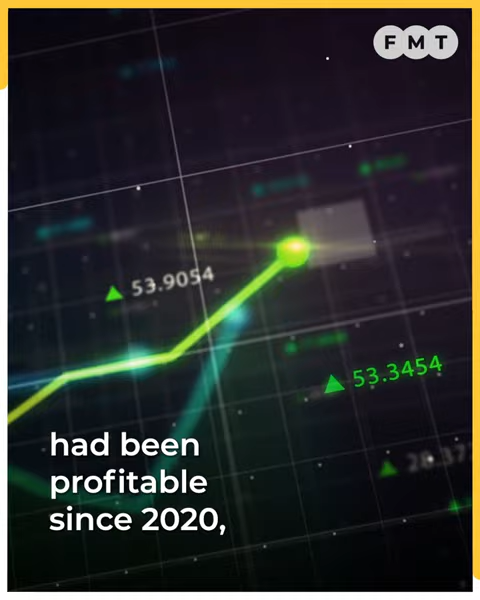 FMT
▲ 53.9054
▲ 53.3454
had been
profitable
since 2020,